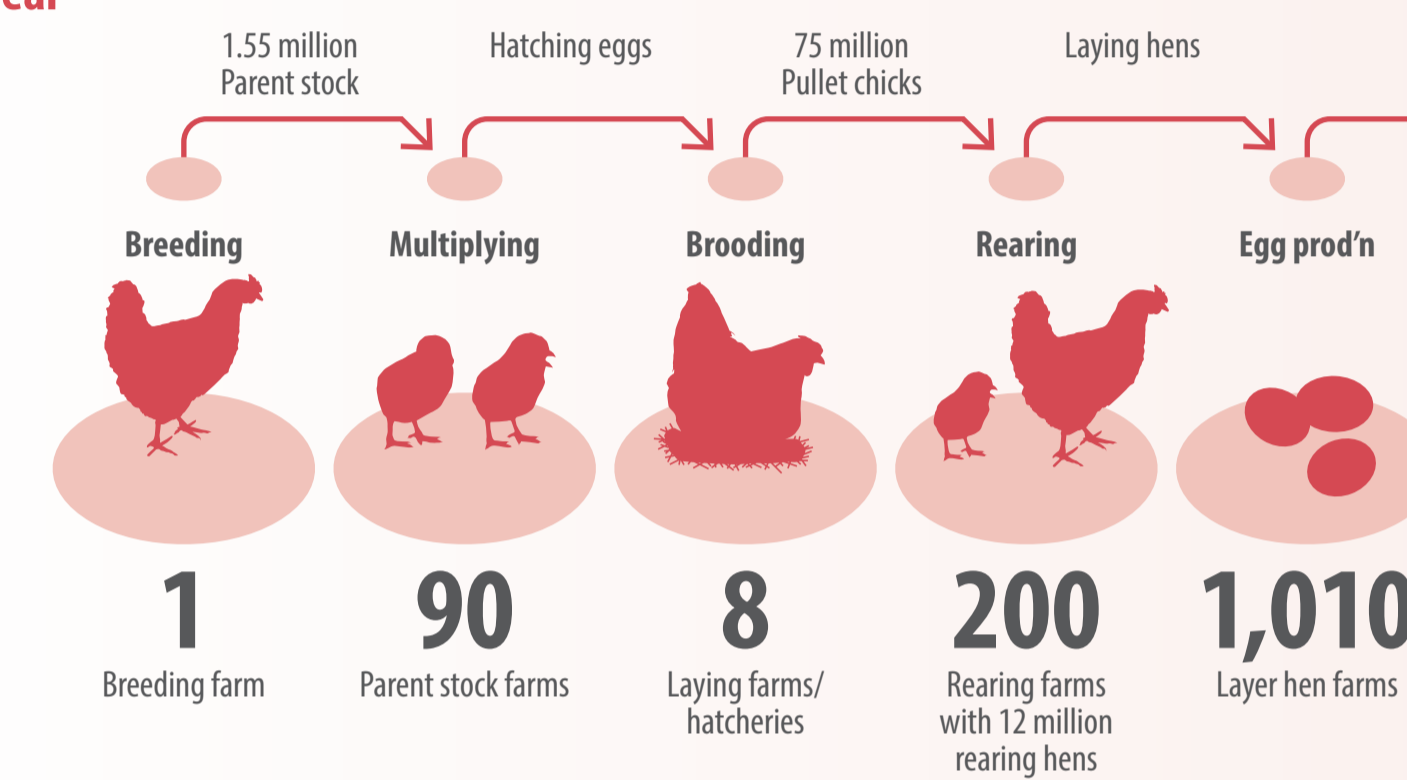 1.55 million
Parent stock
Hatching eggs
75 million
Pullet chicks
Laying hens
Breeding
Multiplying
Brooding
Rearing
Egg prod’n
1
90
8
200
1,010
Breeding farm
Parent stock farms
Laying farms/
hatcheries
Rearing farms
with 12 million
rearing hens
Layer hen farms